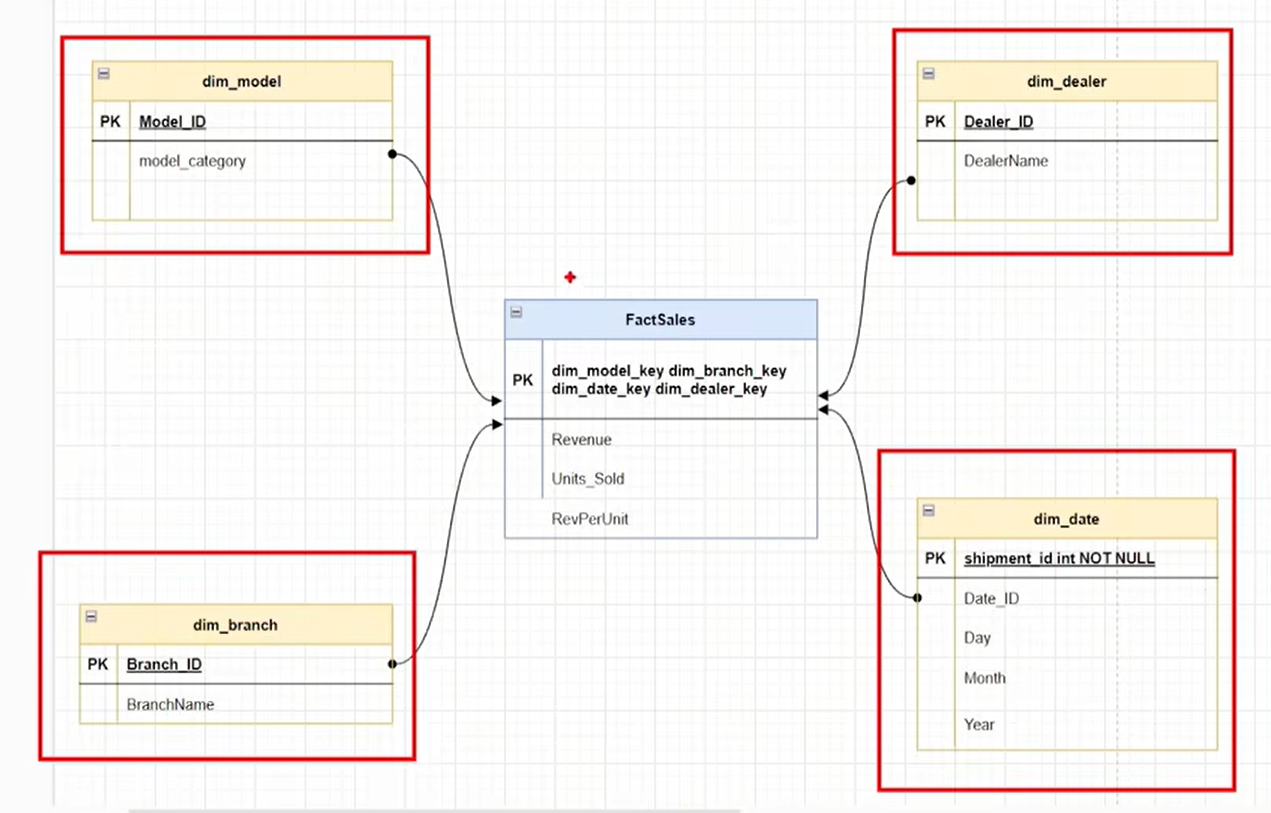 dim_model
PK Model_ID
model_category
dim_dealer
PK Dealer_ID
DealerName
FactSales
PK
dim_model_key dim_branch_key
dim_date_key dim_dealer_key
Revenue
Units_Sold
RevPerUnit
dim_branch
PK Branch_ID
BranchName
dim_date
PK shipment_id int NOT NULL
Date_ID
Day
Month
Year